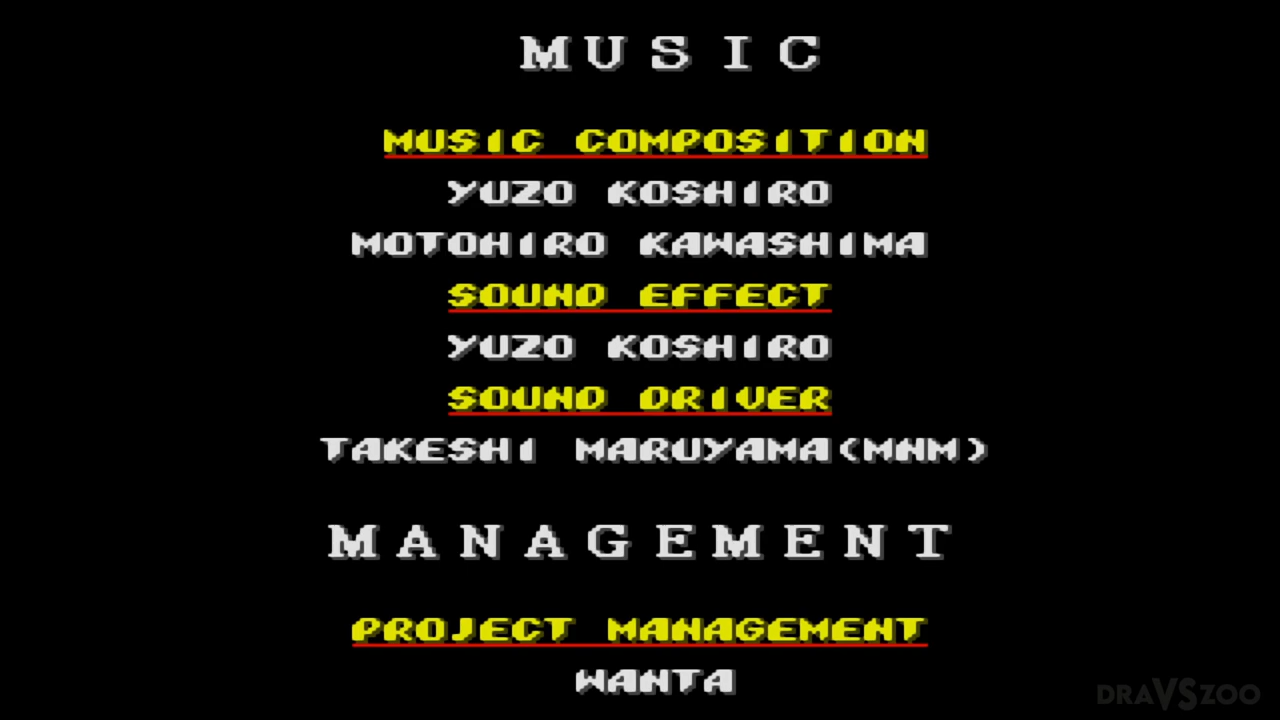 MUSIC
MUSIC COMPOSITION
YUZO KOSHIRO
MOTOHIRO KAWASHIMA
SOUND EFFECT
YUZO KOSHIRO
SOUND DRIVER
TAKESHI MARUYAMA(MNM)
MANAGEMENT
PROJECT MANAGEMENT
WANTA
DRAVSZOO